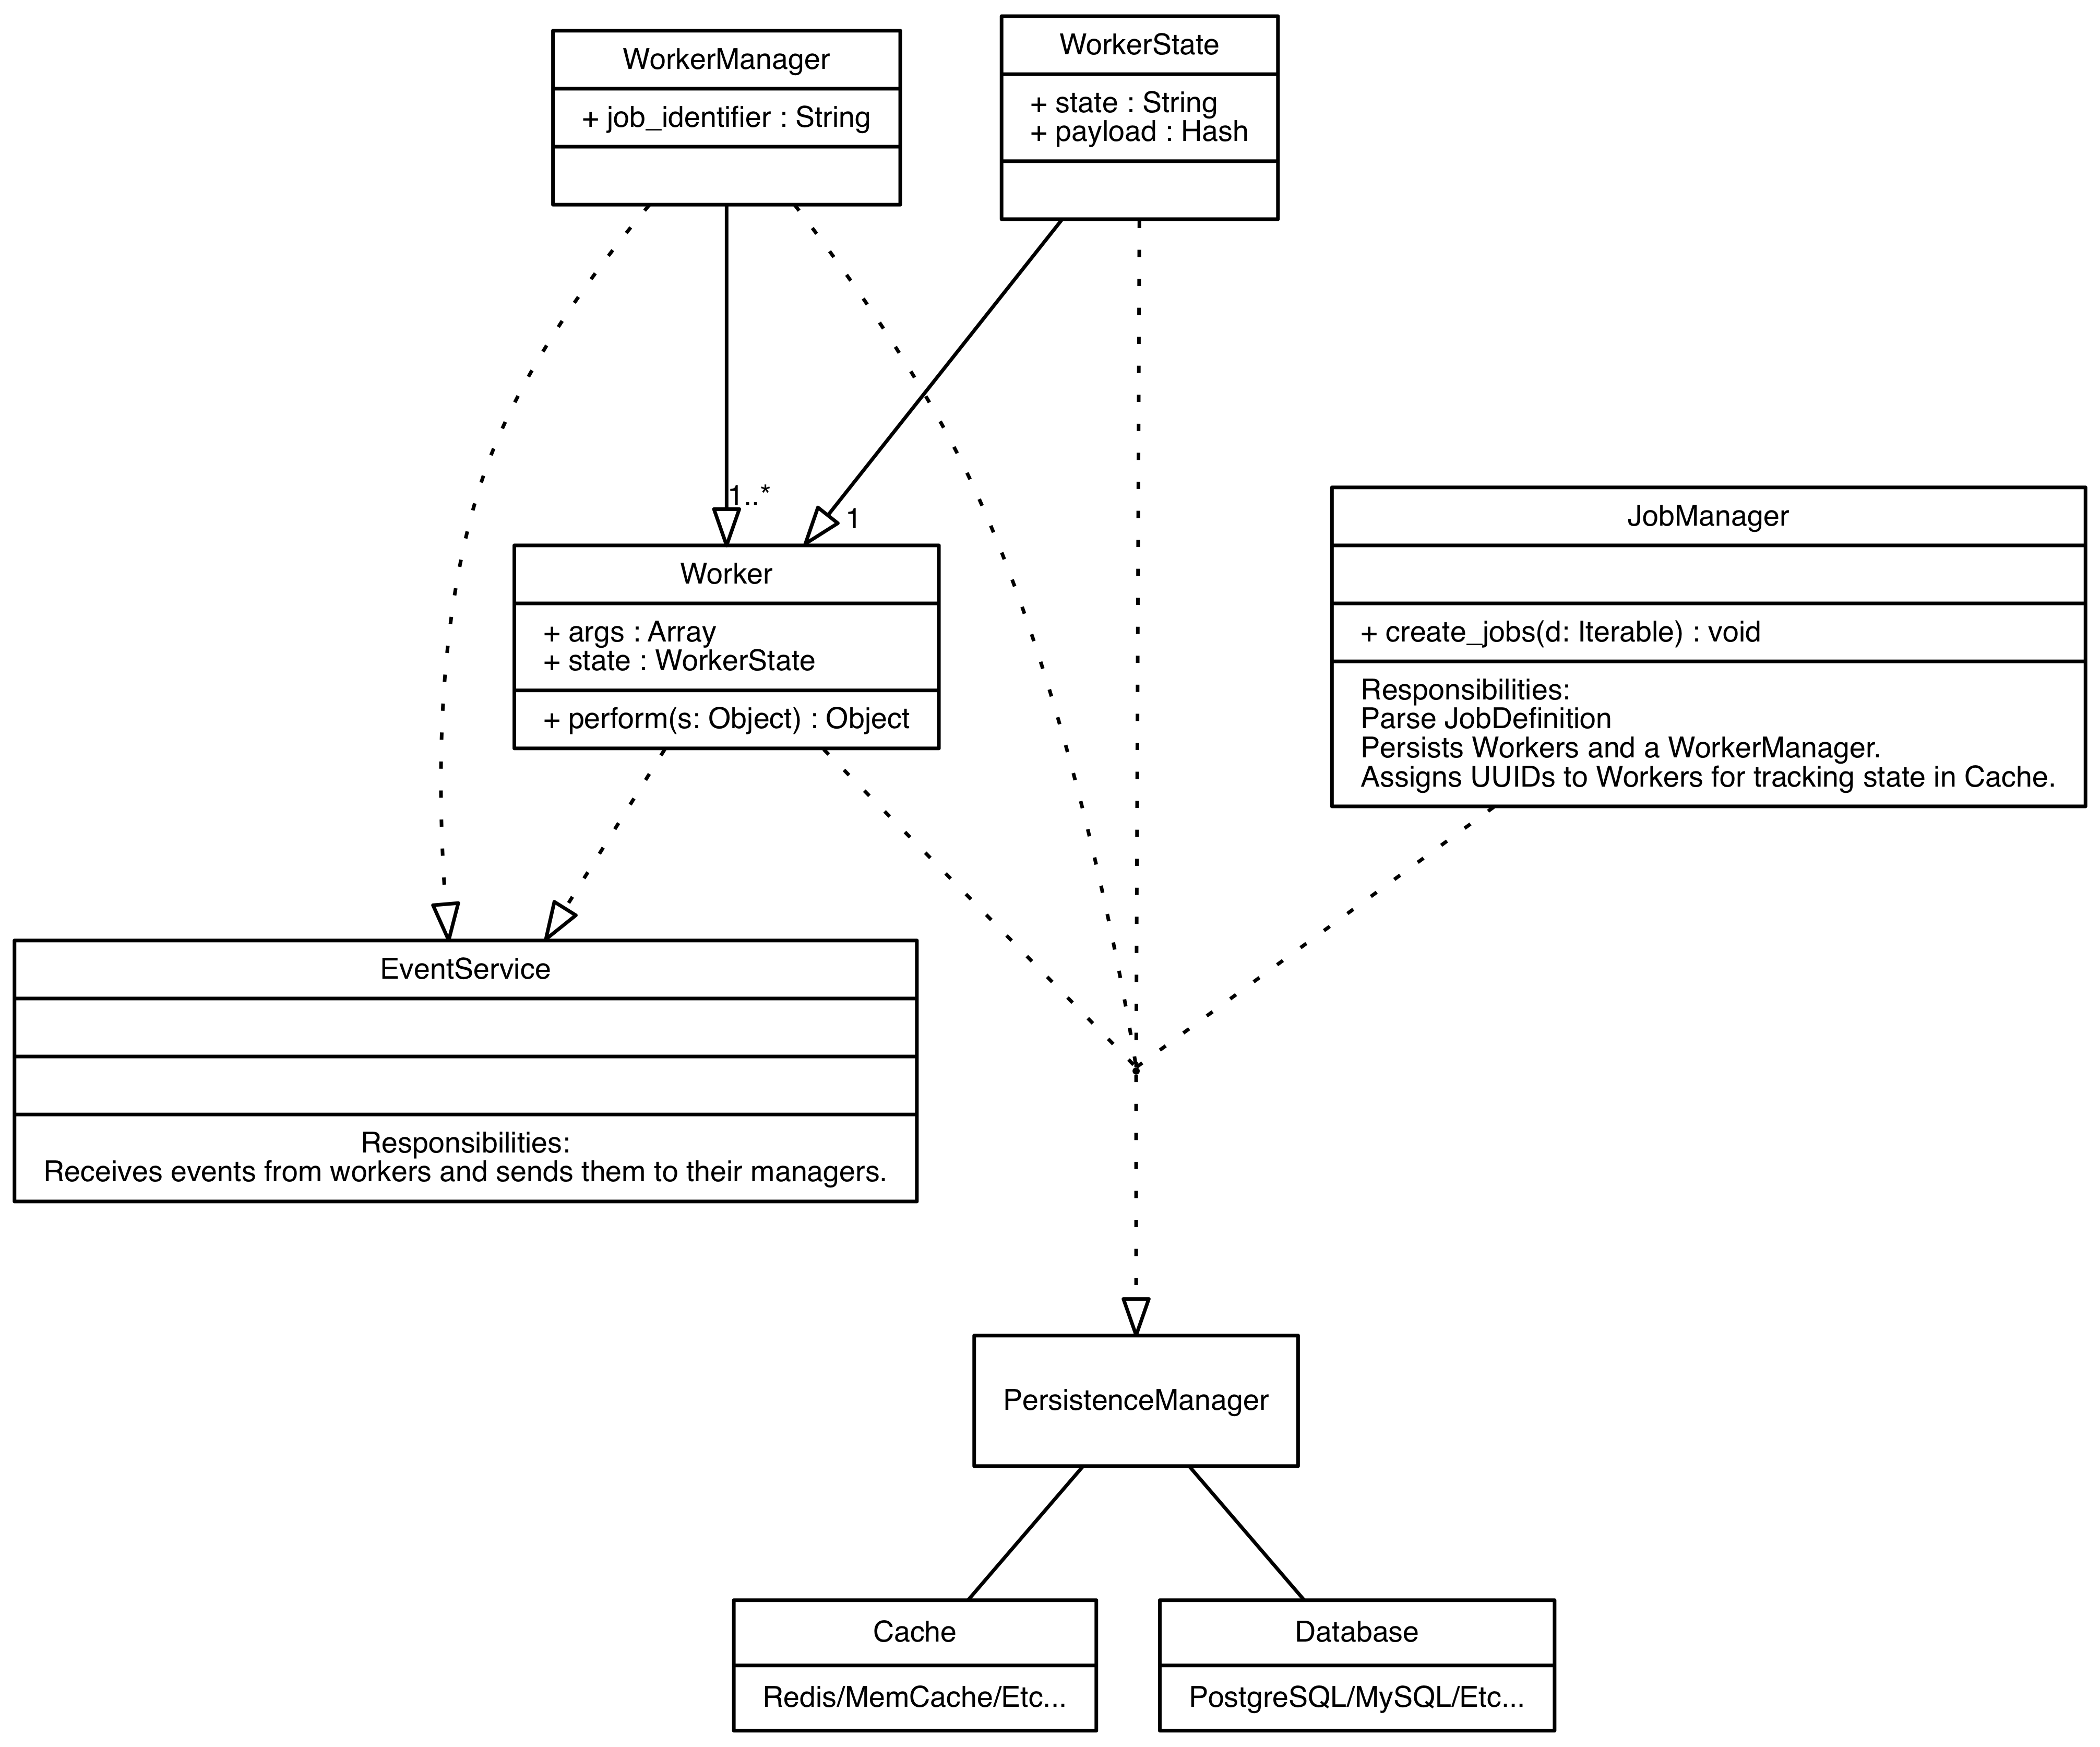 WorkerManager
+ job_identifier : String
WorkerState
+ state : String
+ payload : Hash
1..*
1
Worker
+ args : Array
+ state : WorkerState
+ perform(s: Object) : Object
JobManager
+ create_jobs(d: Iterable) : void
Responsibilities:
Parse JobDefinition
Persists Workers and a WorkerManager.
Assigns UUIDs to Workers for tracking state in Cache.
EventService
Responsibilities:
Receives events from workers and sends them to their managers.
PersistenceManager
Cache
Redis/MemCache/Etc...
Database
PostgreSQL/MySQL/Etc...